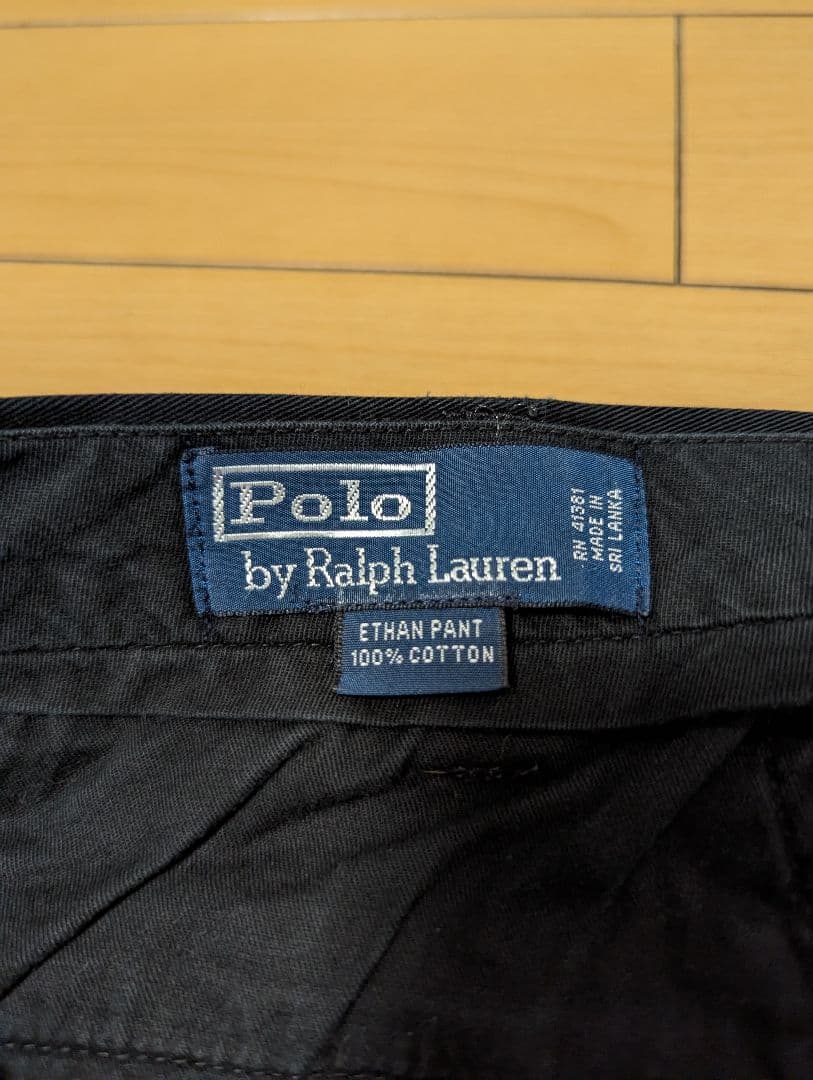 Polo
by Ralph Lauren
RN 41381
MADE IN
SRI LANKA
ETHAN PANT
100% COTTON